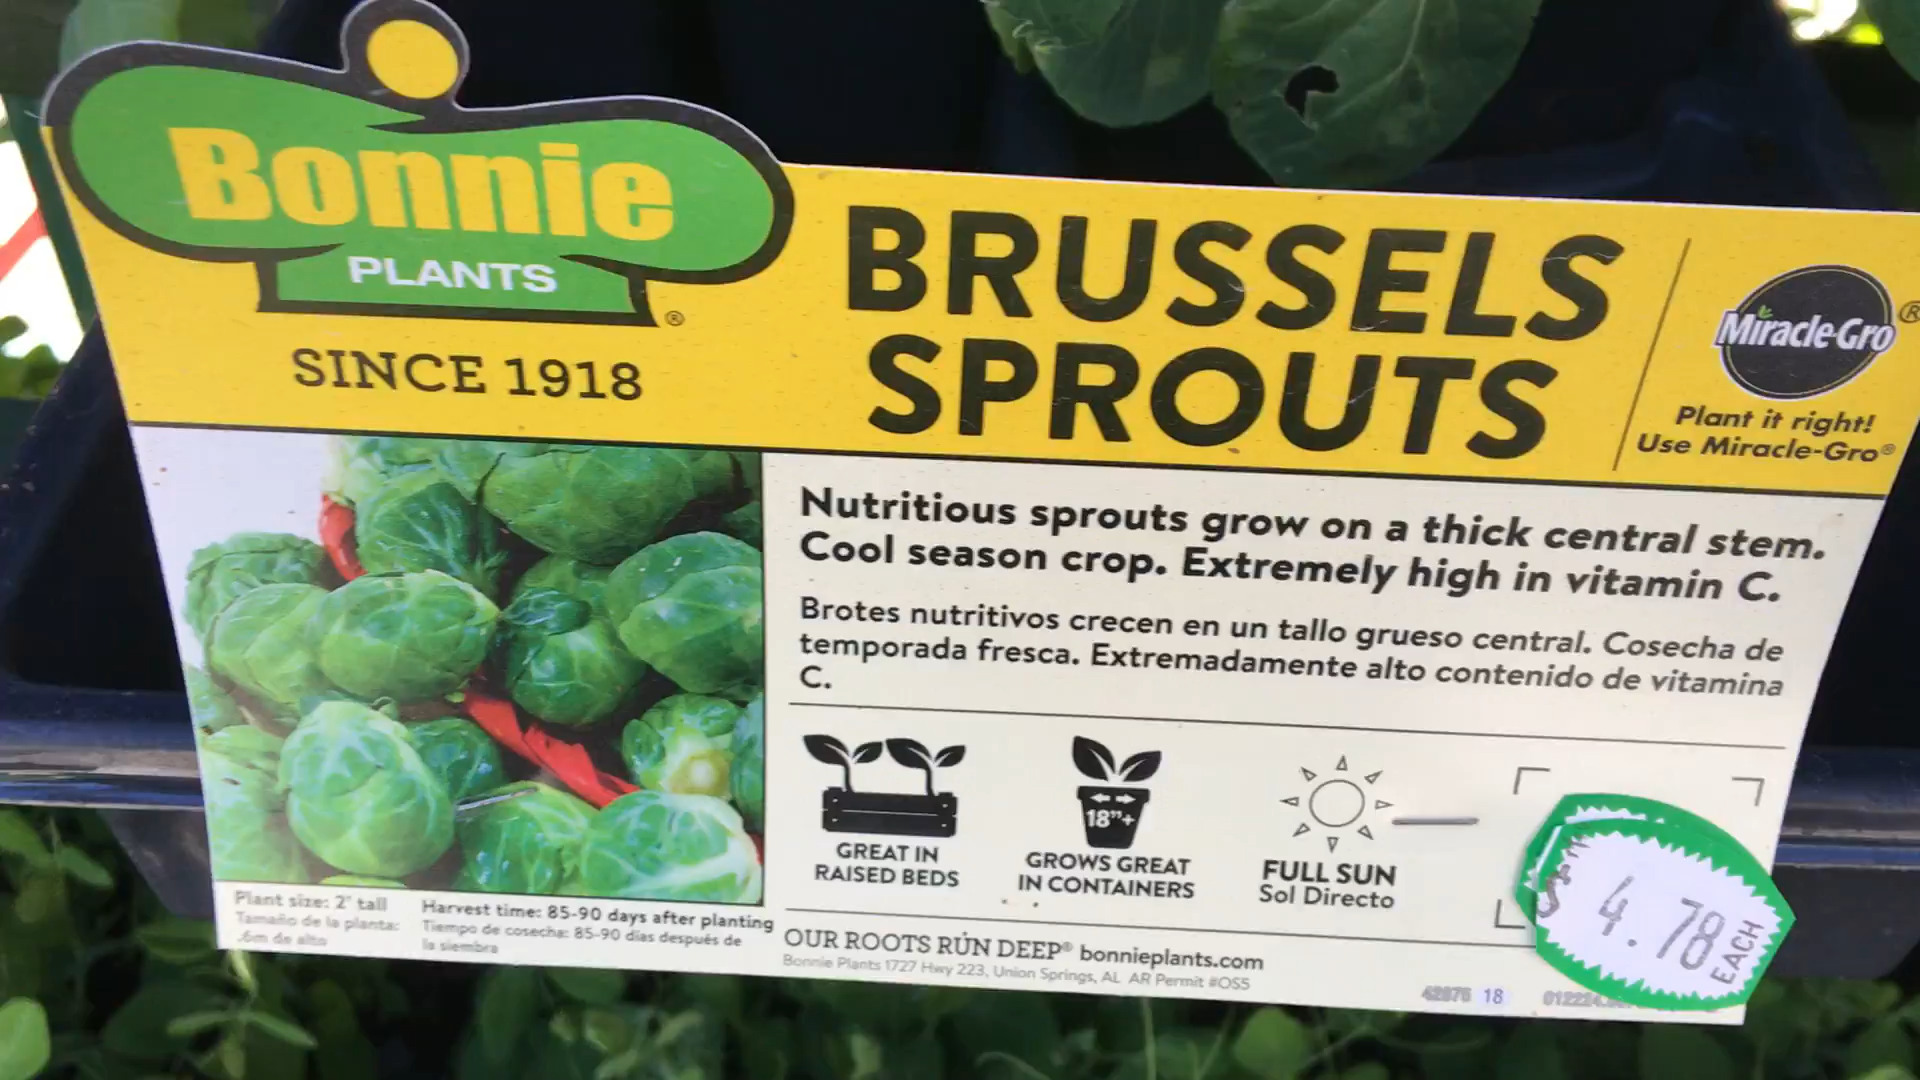 Bonnie
PLANTS
®
SINCE 1918
BRUSSELS
SPROUTS
Miracle-Gro
®
Plant it right!
Use Miracle-Gro®
Nutritious sprouts grow on a thick central stem.
Cool season crop. Extremely high in vitamin C.
Brotes nutritivos crecen en un tallo grueso central. Cosecha de
temporada fresca. Extremadamente alto contenido de vitamina
C.
18"+
GREAT IN
RAISED BEDS
GROWS GREAT
IN CONTAINERS
FULL SUN
Sol Directo
4.78
EACH
Plant size: 2' tall
Tamaño de la planta:
.6m de alto
Harvest time: 85-90 days after planting
Tiempo de cosecha: 85-90 días después de
la siembra
OUR ROOTS RUN DEEP® bonnieplants.com
Bonnie Plants 1727 Hwy 223, Union Springs, AL AR Permit #OSS
18